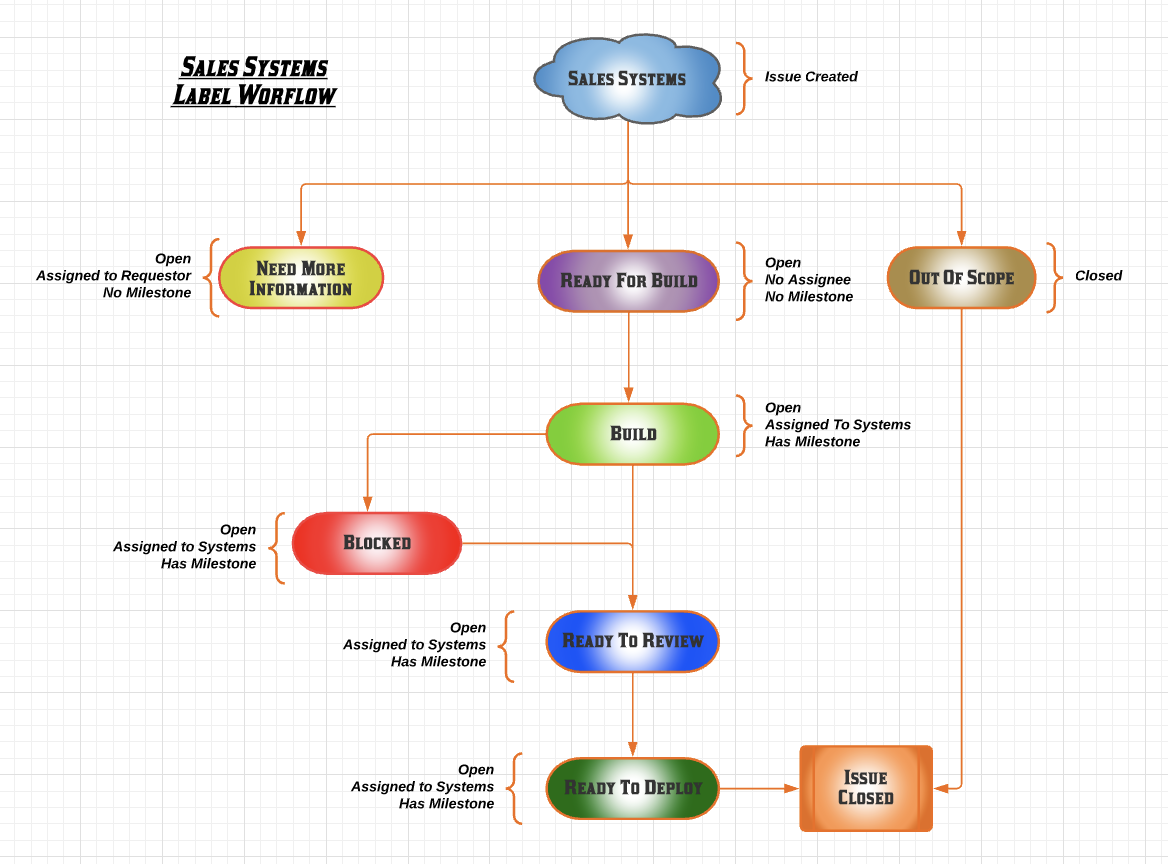 Sales Systems
Label Worflow
Sales Systems
Issue Created
Open
Assigned to Requestor
No Milestone
Need More
Information
Ready For Build
Open
No Assignee
No Milestone
Out Of Scope
Closed
Build
Open
Assigned To Systems
Has Milestone
Open
Assigned to Systems
Has Milestone
Blocked
Open
Assigned to Systems
Has Milestone
Ready To Review
Open
Assigned to Systems
Has Milestone
Ready To Deploy
Issue
Closed